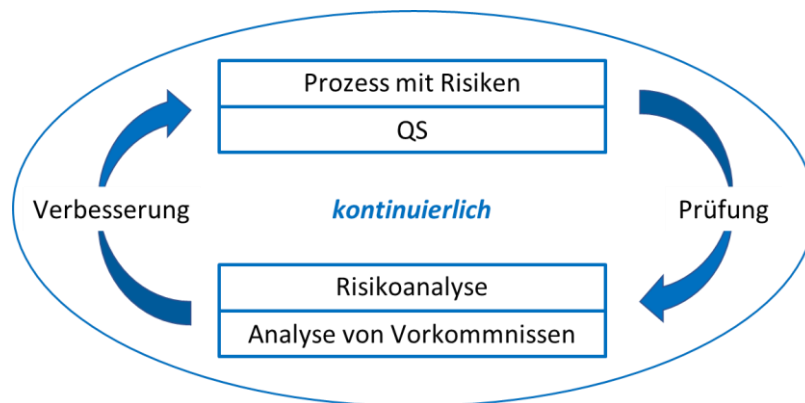 Prozess mit Risiken
QS
Verbesserung
kontinuierlich
Prüfung
Risikoanalyse
Analyse von Vorkommnissen